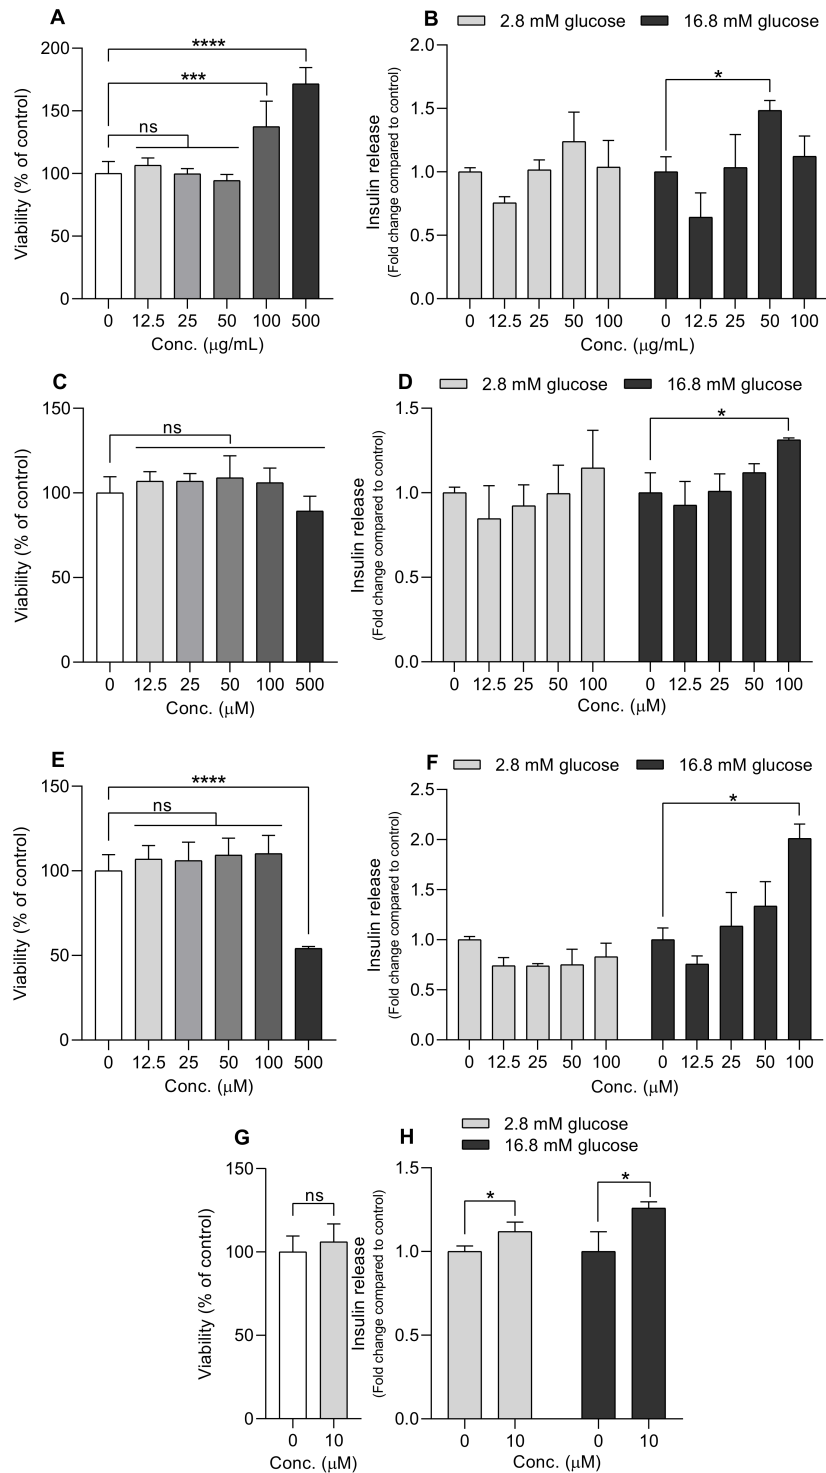 A
Viability (% of control)
200
150
100
50
0
****
***
ns
0 12.5 25 50 100 500
Conc. (μg/mL)
B
2.8 mM glucose 16.8 mM glucose
Insulin release
(Fold change compared to control)
2.0
1.5
1.0
0.5
0.0
*
0 12.5 25 50 100 0 12.5 25 50 100
Conc. (μg/mL)
C
Viability (% of control)
150
100
50
0
ns
0 12.5 25 50 100 500
Conc. (μM)
D
2.8 mM glucose 16.8 mM glucose
Insulin release
(Fold change compared to control)
1.5
1.0
0.5
0.0
*
0 12.5 25 50 100 0 12.5 25 50 100
Conc. (μM)
E
Viability (% of control)
150
100
50
0
****
ns
0 12.5 25 50 100 500
Conc. (μM)
F
2.8 mM glucose 16.8 mM glucose
Insulin release
(Fold change compared to control)
2.5
2.0
1.5
1.0
0.5
0.0
*
0 12.5 25 50 100 0 12.5 25 50 100
Conc. (μM)
G
Viability (% of control)
150
100
50
0
ns
0 10
Conc. (μM)
H
2.8 mM glucose
16.8 mM glucose
Insulin release
(Fold change compared to control)
1.5
1.0
0.5
0.0
*
*
0 10 0 10
Conc. (μM)